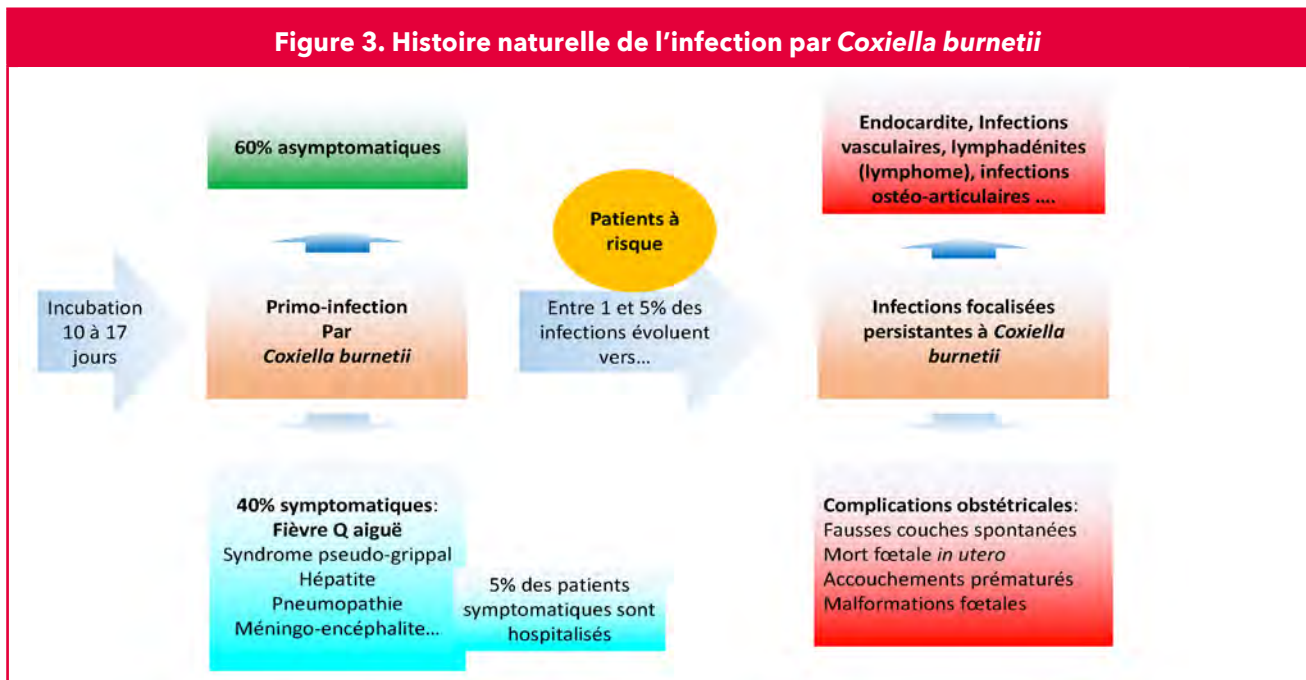 Figure 3. Histoire naturelle de l’infection par Coxiella burnetii
60% asymptomatiques
Incubation
10 à 17
jours
Primo-infection
Par
Coxiella burnetii
40% symptomatiques:
Fièvre Q aiguë
Syndrome pseudo-grippal
Hépatite
Pneumopathie
Méningo-encéphalite...
5% des patients
symptomatiques sont
hospitalisés
Patients à
risque
Entre 1 et 5% des
infections évoluent
vers...
Endocardite, Infections
vasculaires, lymphadénites
(lymphome), infections
ostéo-articulaires ....
Infections focalisées
persistantes à Coxiella
burnetii
Complications obstétricales:
Fausses couches spontanées
Mort fœtale in utero
Accouchements prématurés
Malformations fœtales